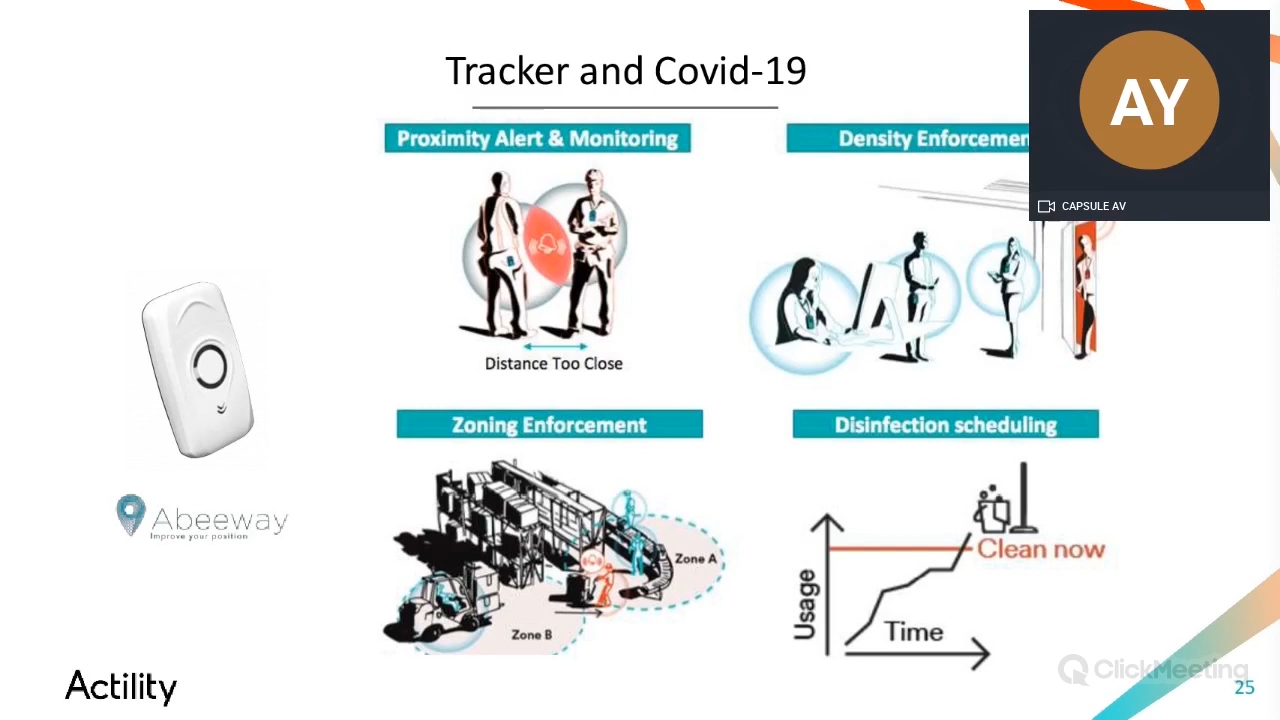 Tracker and Covid-19
AY
CAPSULE AV
Proximity Alert & Monitoring
Density Enforcemen
Distance Too Close
Zoning Enforcement
Disinfection scheduling
Abeeway
Improve your position
Zone A
Zone B
Clean now
Usage
Time
Actility
ClickMeeting
25